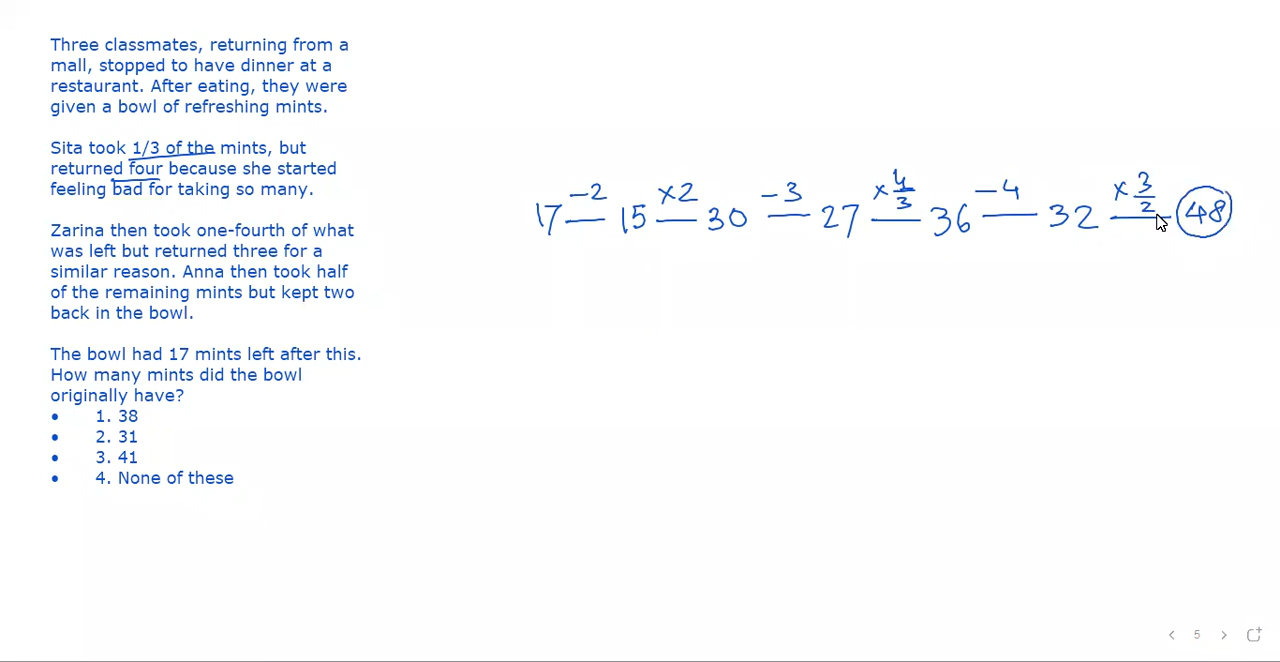 Three classmates, returning from a
mall, stopped to have dinner at a
restaurant. After eating, they were
given a bowl of refreshing mints.
Sita took 1/3 of the mints, but
returned four because she started
feeling bad for taking so many.
Zarina then took one-fourth of what
was left but returned three for a
similar reason. Anna then took half
of the remaining mints but kept two
back in the bowl.
The bowl had 17 mints left after this.
How many mints did the bowl
originally have?
• 1. 38
• 2. 31
• 3. 41
• 4. None of these
17 -2 15 ×2 30 -3 27 ×4/3 36 -4 32 ×3/2 48
< 5 >